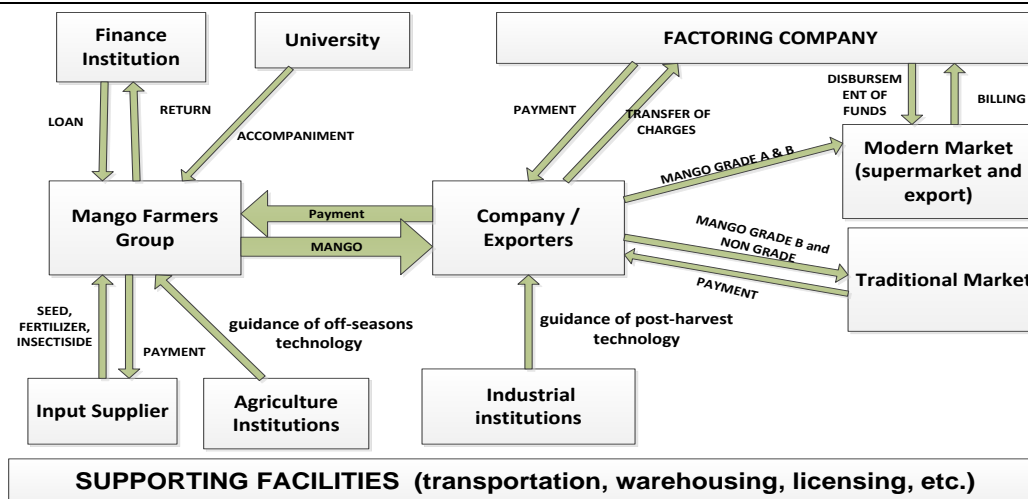 Finance
Institution
University
FACTORING COMPANY
LOAN
RETURN
ACCOMPANIMENT
PAYMENT
TRANSFER OF
CHARGES
DISBURSEM
ENT OF
FUNDS
BILLING
MANGO GRADE A & B
Modern Market
(supermarket and
export)
Mango Farmers
Group
Payment
MANGO
Company /
Exporters
MANGO GRADE B and
NON GRADE
PAYMENT
Traditional Market
SEED,
FERTILIZER,
INSECTISIDE
PAYMENT
guidance of off-seasons
technology
guidance of post-harvest
technology
Input Supplier
Agriculture
Institutions
Industrial
institutions
SUPPORTING FACILITIES (transportation, warehousing, licensing, etc.)